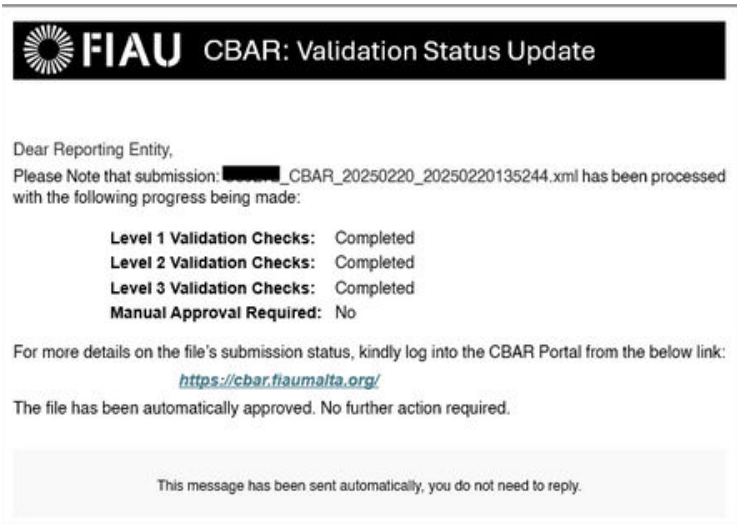 FIAU CBAR: Validation Status Update
Dear Reporting Entity,
Please Note that submission: _CBAR_20250220_20250220135244.xml has been processed
with the following progress being made:
Level 1 Validation Checks: Completed
Level 2 Validation Checks: Completed
Level 3 Validation Checks: Completed
Manual Approval Required: No
For more details on the file's submission status, kindly log into the CBAR Portal from the below link:
https://cbar.fiaumalta.org/
The file has been automatically approved. No further action required.
This message has been sent automatically, you do not need to reply.